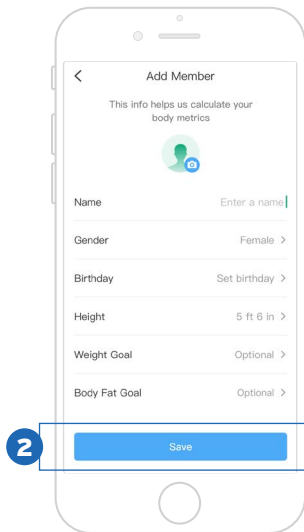 Add Member
This info helps us calculate your
body metrics
Name Enter a name
Gender Female >
Birthday Set birthday >
Height 5 ft 6 in >
Weight Goal Optional >
Body Fat Goal Optional >
2
Save